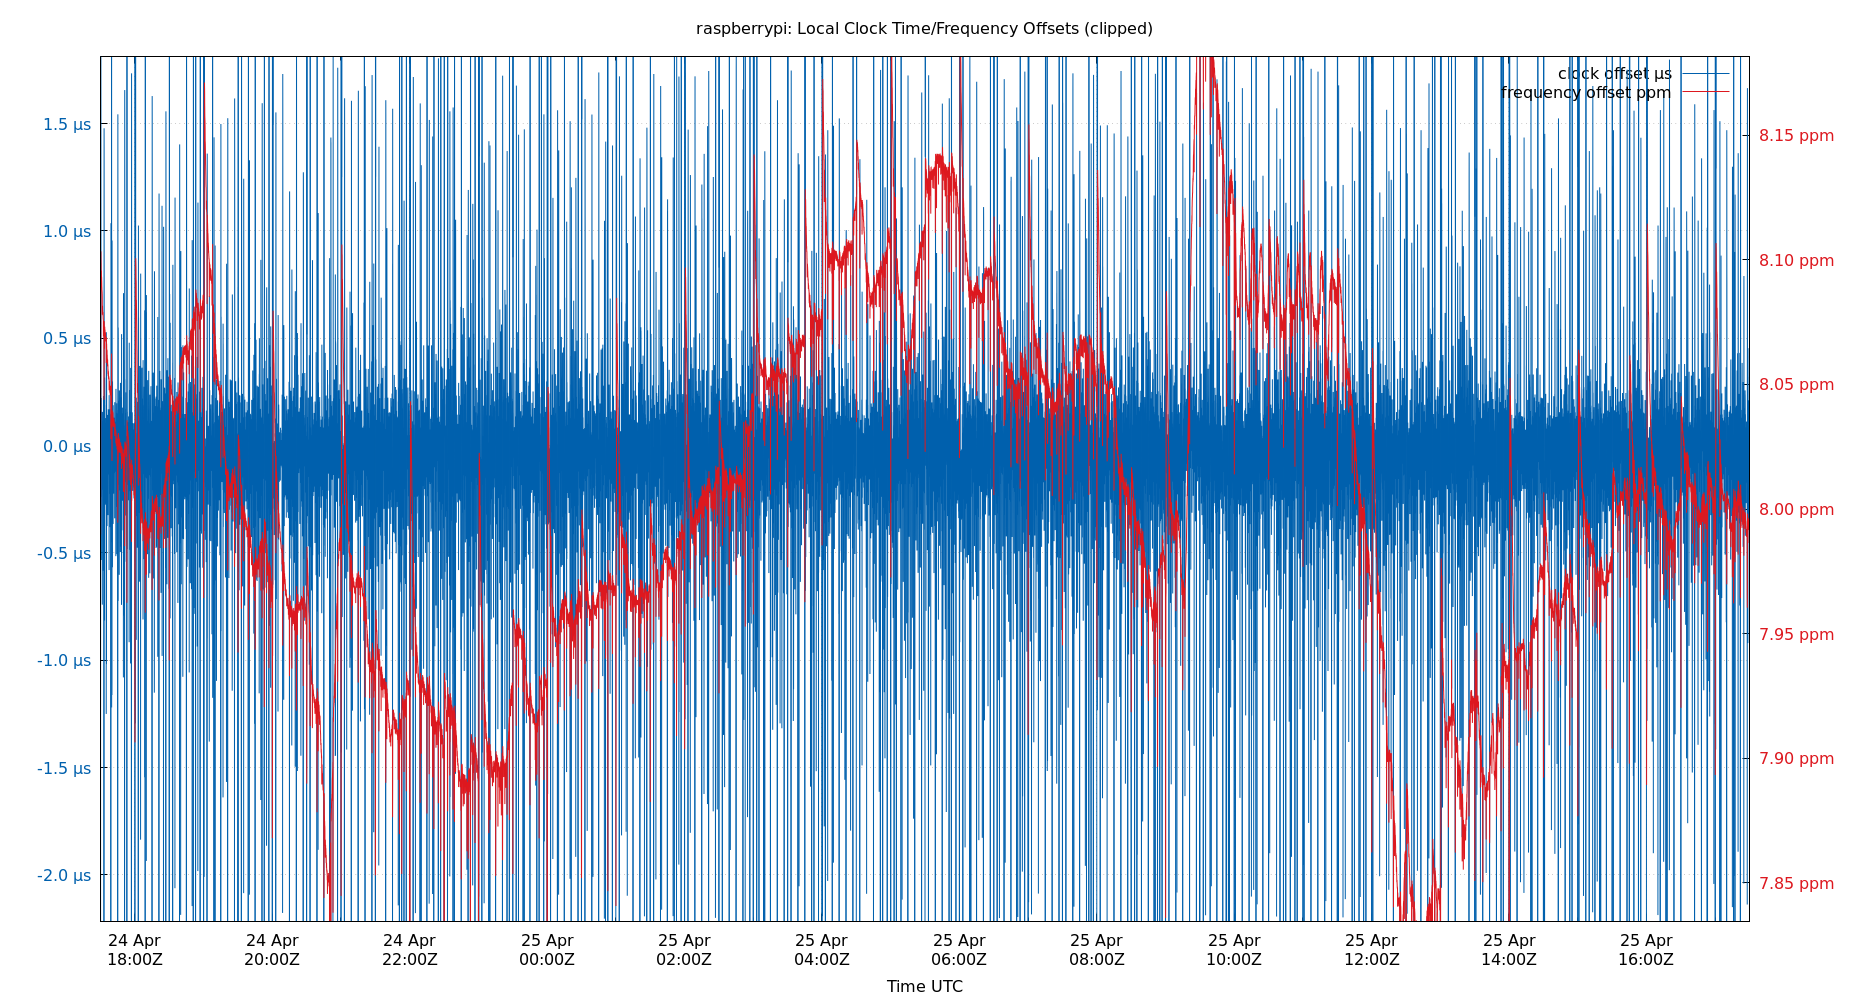 raspberrypi: Local Clock Time/Frequency Offsets (clipped)
clock offset µs
frequency offset ppm
1.5 µs
1.0 µs
0.5 µs
0.0 µs
-0.5 µs
-1.0 µs
-1.5 µs
-2.0 µs
8.15 ppm
8.10 ppm
8.05 ppm
8.00 ppm
7.95 ppm
7.90 ppm
7.85 ppm
24 Apr 24 Apr 24 Apr 25 Apr 25 Apr 25 Apr 25 Apr 25 Apr 25 Apr 25 Apr 25 Apr 25 Apr
18:00Z 20:00Z 22:00Z 00:00Z 02:00Z 04:00Z 06:00Z 08:00Z 10:00Z 12:00Z 14:00Z 16:00Z
Time UTC